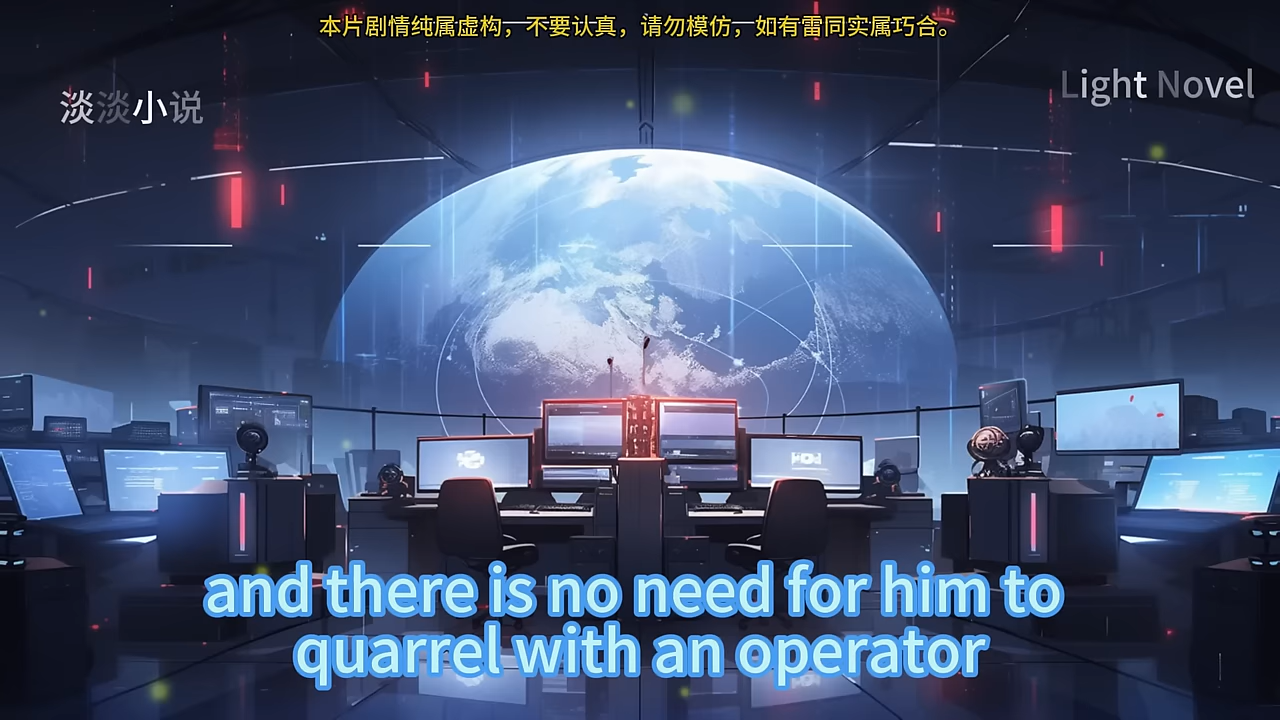 本片剧情纯属虚构，不要认真，请勿模仿，如有雷同实属巧合。
淡淡小说
Light Novel
and there is no need for him to
quarrel with an operator